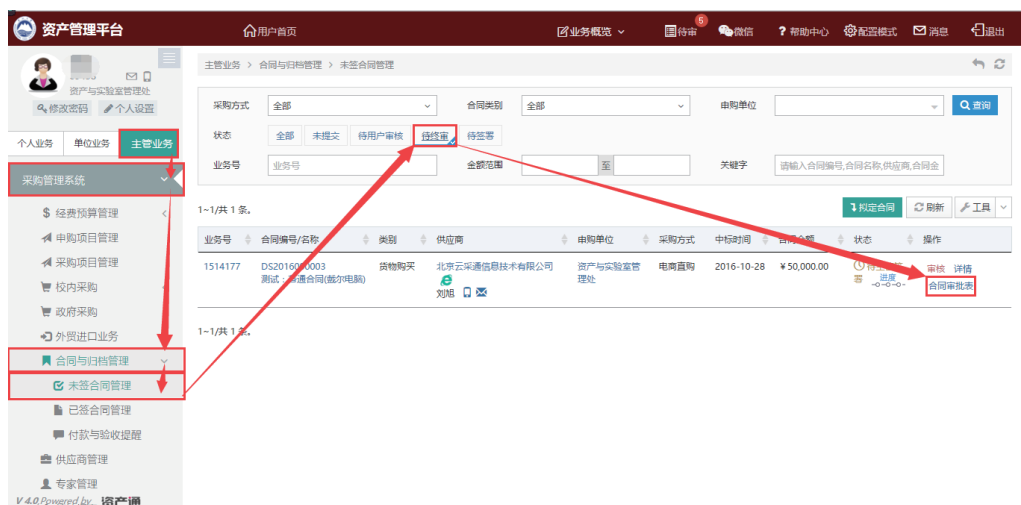 资产管理平台
用户首页
业务概览
待审
6
微信
? 帮助中心
配置模式
消息
退出
资产与实验室管理处
修改密码
个人设置
个人业务
单位业务
主管业务
采购管理系统
经费预算管理
申购项目管理
采购项目管理
校内采购
政府采购
外贸进口业务
合同与归档管理
未签合同管理
已签合同管理
付款与验收提醒
供应商管理
专家管理
V 4.0,Powered by 资产通
主管业务 > 合同与归档管理 > 未签合同管理
采购方式 全部 合同类别 全部 申购单位 查询
状态 全部 未提交 待用户审核 待终审 待签署
业务号 业务号 金额范围 至 关键字 请输入合同编号,合同名称,供应商,合同金
1~1/共 1 条。
拟定合同 刷新 工具
业务号 合同编号/名称 类别 供应商 申购单位 采购方式 中标时间 合同金额 状态 操作
1514177 货物购买 北京云采通信息技术有限公司 资产与实验室管 电商直购 2016-10-28 ¥50,000.00 审核 详情
理处 进度 合同审批表
刘旭
1~1/共 1 条。